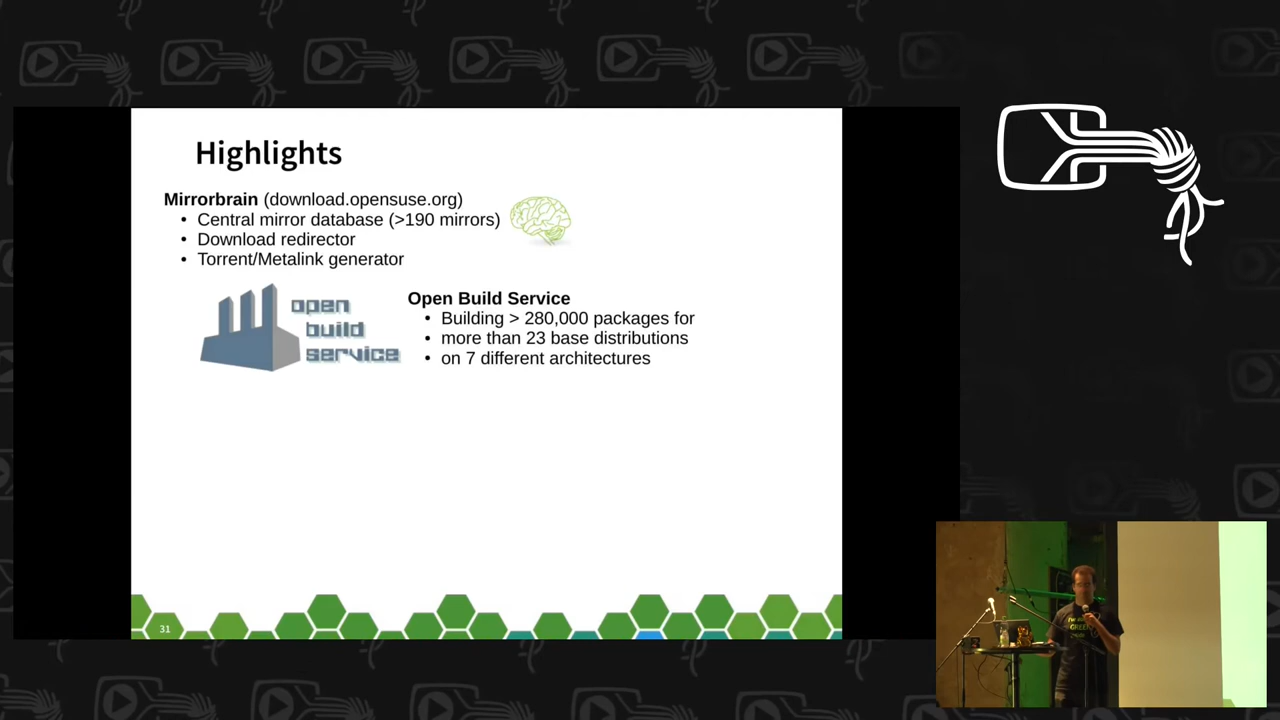 Highlights
Mirrorbrain (download.opensuse.org)
• Central mirror database (>190 mirrors)
• Download redirector
• Torrent/Metalink generator
open
build
service
Open Build Service
• Building > 280,000 packages for
• more than 23 base distributions
• on 7 different architectures
31